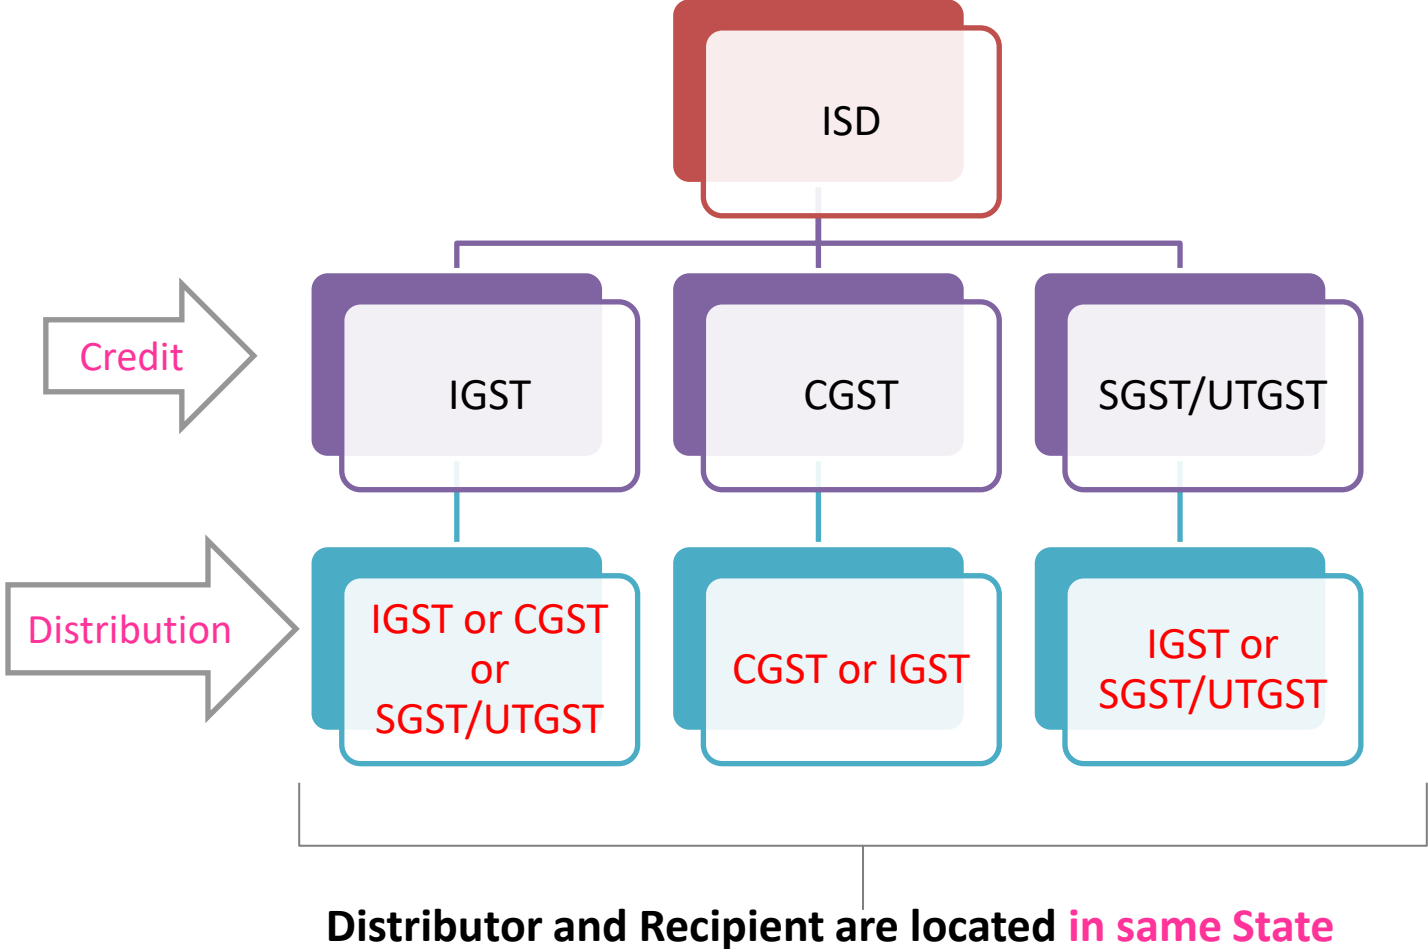 ISD
Credit
IGST
CGST
SGST/UTGST
Distribution
IGST or CGST
or
SGST/UTGST
CGST or IGST
IGST or
SGST/UTGST
Distributor and Recipient are located in same State